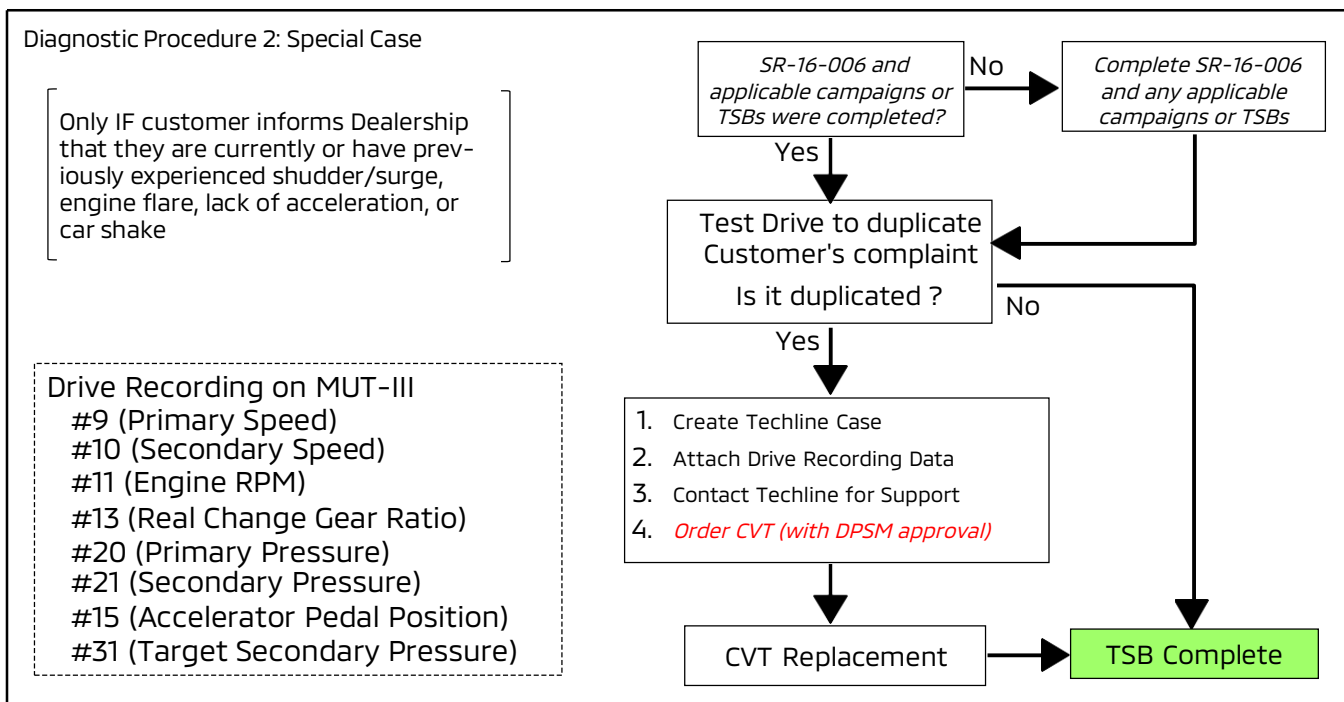 Diagnostic Procedure 2: Special Case
Only IF customer informs Dealership
that they are currently or have prev-
iously experienced shudder/surge,
engine flare, lack of acceleration, or
car shake
Drive Recording on MUT-III
#9 (Primary Speed)
#10 (Secondary Speed)
#11 (Engine RPM)
#13 (Real Change Gear Ratio)
#20 (Primary Pressure)
#21 (Secondary Pressure)
#15 (Accelerator Pedal Position)
#31 (Target Secondary Pressure)
SR-16-006 and
applicable campaigns or
TSBs were completed?
No
Complete SR-16-006
and any applicable
campaigns or TSBs
Yes
Test Drive to duplicate
Customer's complaint
Is it duplicated ?
No
Yes
1. Create Techline Case
2. Attach Drive Recording Data
3. Contact Techline for Support
4. Order CVT (with DPSM approval)
CVT Replacement
TSB Complete